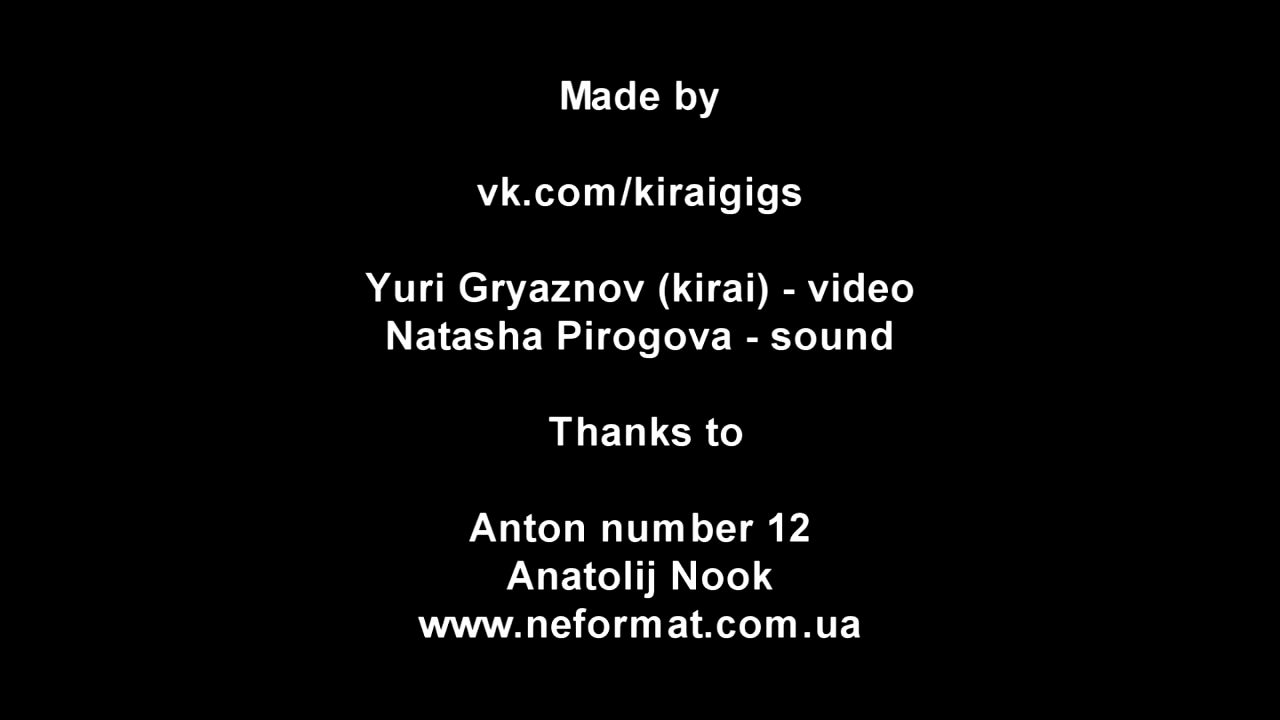 Made by
vk.com/kiraigigs
Yuri Gryaznov (kirai) - video
Natasha Pirogova - sound
Thanks to
Anton number 12
Anatolij Nook
www.neformat.com.ua